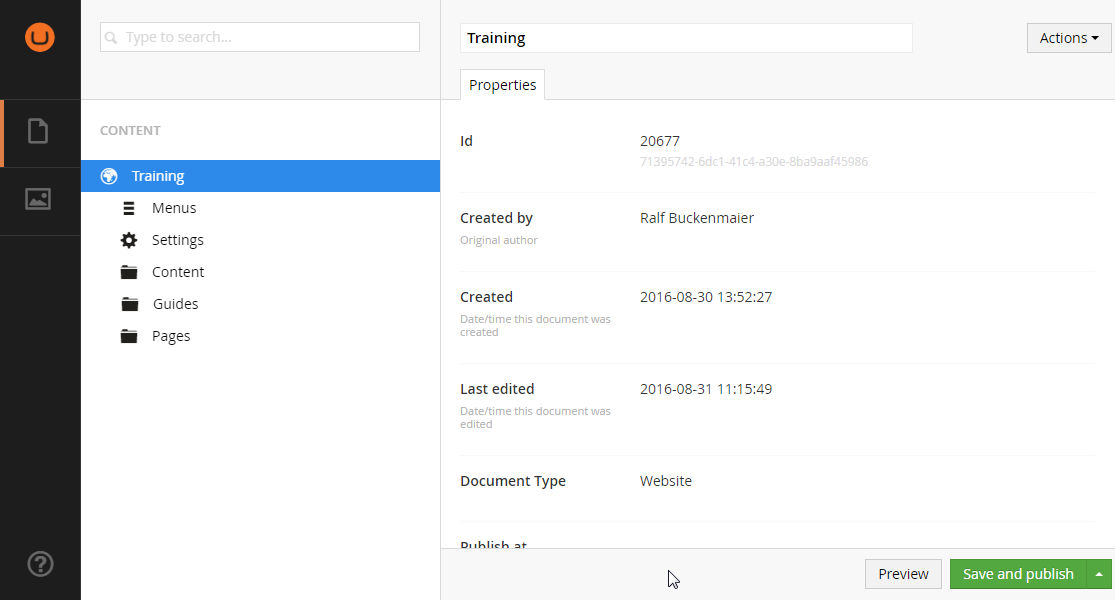 Type to search...
CONTENT
Training
Menus
Settings
Content
Guides
Pages
Training
Actions
Properties
Id
20677
71395742-6dc1-41c4-a30e-8ba9aaf45986
Created by
Original author
Ralf Buckenmaier
Created
Date/time this document was
created
2016-08-30 13:52:27
Last edited
Date/time this document was
edited
2016-08-31 11:15:49
Document Type
Website
Publish at
Preview
Save and publish